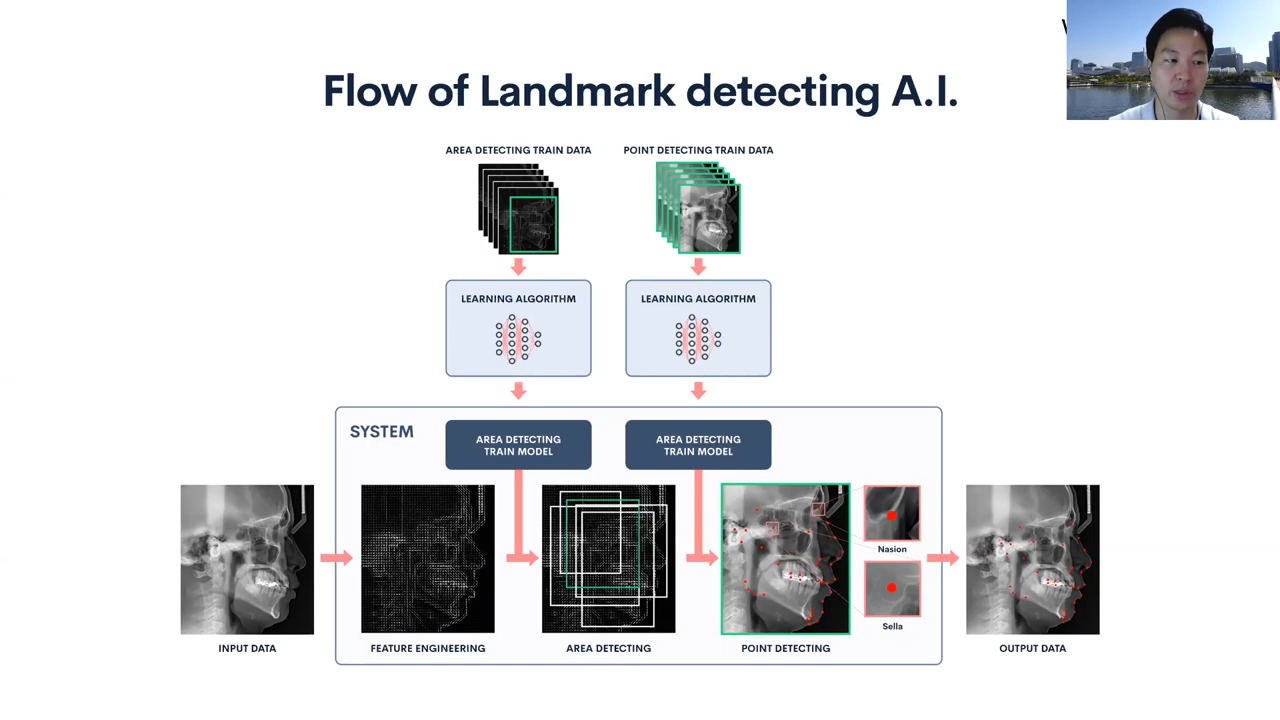 Flow of Landmark detecting A.I.
AREA DETECTING TRAIN DATA
POINT DETECTING TRAIN DATA
LEARNING ALGORITHM
LEARNING ALGORITHM
SYSTEM
AREA DETECTING
TRAIN MODEL
AREA DETECTING
TRAIN MODEL
Nasion
Sella
INPUT DATA
FEATURE ENGINEERING
AREA DETECTING
POINT DETECTING
OUTPUT DATA